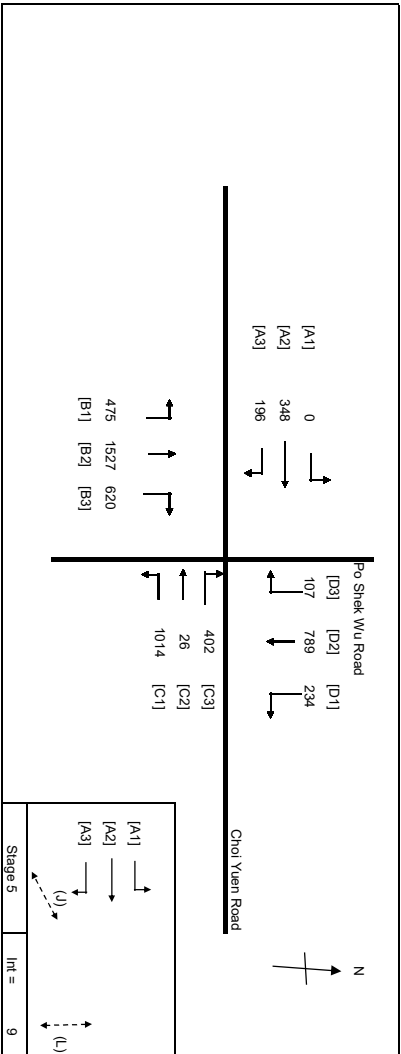 Po Shek Wu Road
N
[D3] [D2] [D1]
107 789 234
[A1] 0
[A2] 348
[A3] 196
Choi Yuen Road
402 [C3]
26 [C2]
1014 [C1]
475 1527 620
[B1] [B2] [B3]
[A1]
[A2]
[A3]
(J)
(L)
Stage 5
Int = 9